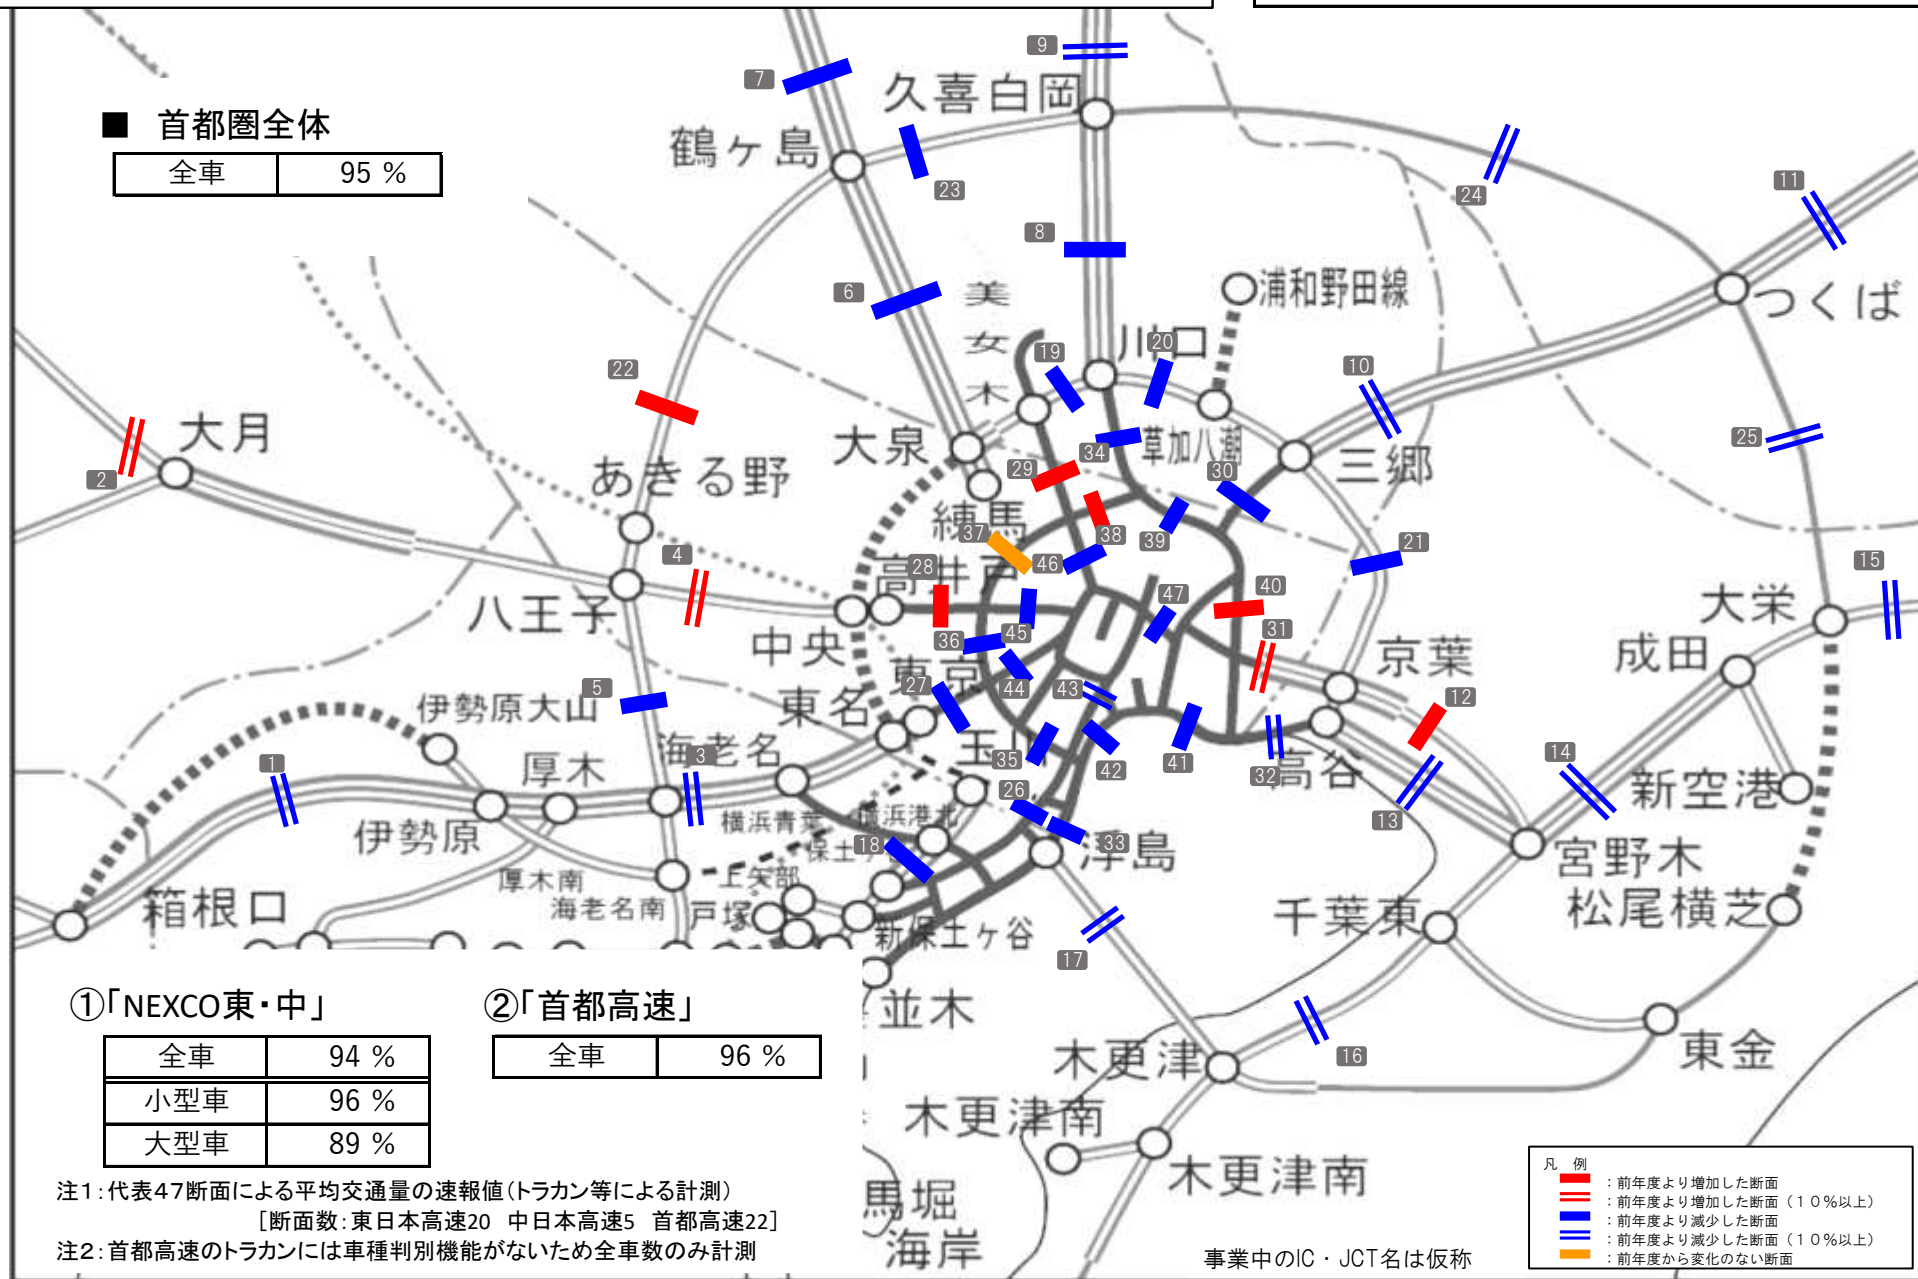 9
7
久喜白岡
■ 首都圏全体
鶴ヶ島
全車 95 %
23
24
11
8
6
美女木
浦和野田線
つくば
川口
19
20
22
10
大月
大泉
34
草加八潮
25
2
あきる野
29
30
三郷
練馬
37
38
39
21
4
28
高井戸
46
15
47
40
大栄
八王子
中央
36
45
31
京葉
成田
東京
5
27
44
43
12
伊勢原大山
東名
1
厚木
海老名
3
玉川
35
42
41
32
高谷
14
新空港
26
13
伊勢原
横浜青葉
横浜港北
18
33
浮島
宮野木
厚木南
上矢部
箱根口
海老名南
戸塚
千葉東
松尾横芝
新保土ヶ谷
17
①「NEXCO東・中」
②「首都高速」
並木
全車 94 %
小型車 96 %
大型車 89 %
全車 96 %
木更津
16
東金
木更津南
木更津南
馬堀
海岸
注1：代表47断面による平均交通量の速報値（トラカン等による計測）
［断面数：東日本高速20 中日本高速5 首都高速22］
注2：首都高速のトラカンには車種判別機能がないため全車数のみ計測
事業中のIC・JCT名は仮称
凡 例
：前年度より増加した断面
：前年度より増加した断面（１０％以上）
：前年度より減少した断面
：前年度より減少した断面（１０％以上）
：前年度から変化のない断面